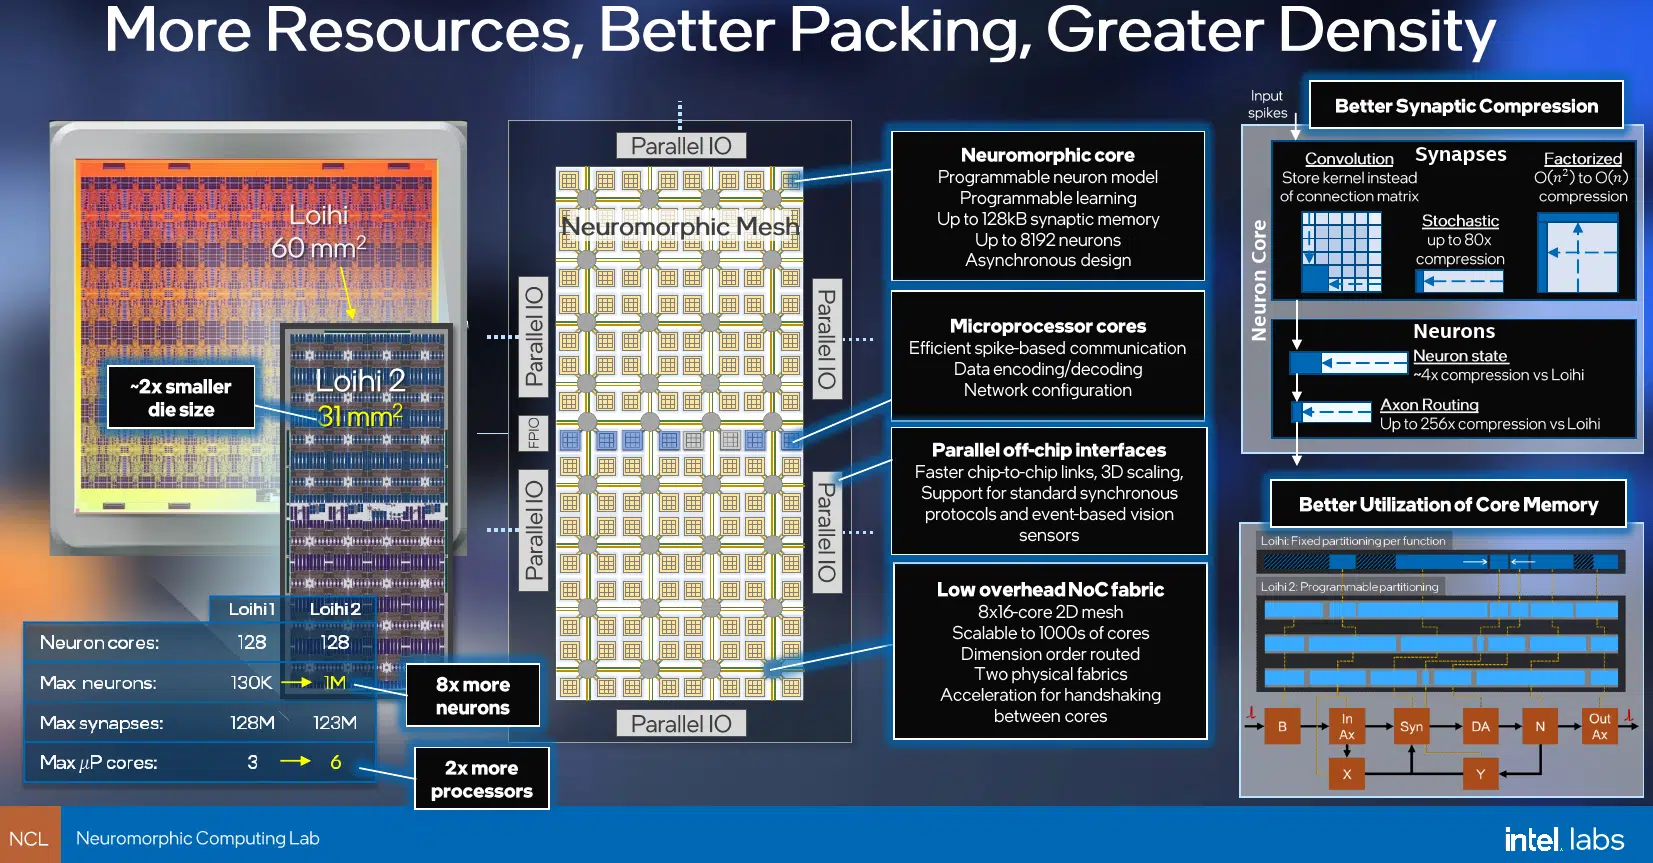 More Resources, Better Packing, Greater Density
Loihi
60 mm²
~2x smaller
die size
Loihi 2
31 mm²
Loihi 1
Loihi 2
Neuron cores:
128
128
Max neurons:
130K
1M
Max synapses:
128M
123M
Max µP cores:
3
6
8x more
neurons
2x more
processors
Parallel IO
Neuromorphic Mesh
Parallel IO
Parallel IO
FPIO
Parallel IO
Parallel IO
Parallel IO
Neuromorphic core
Programmable neuron model
Programmable learning
Up to 128kB synaptic memory
Up to 8192 neurons
Asynchronous design
Microprocessor cores
Efficient spike-based communication
Data encoding/decoding
Network configuration
Parallel off-chip interfaces
Faster chip-to-chip links, 3D scaling,
Support for standard synchronous
protocols and event-based vision
sensors
Low overhead NoC fabric
8x16-core 2D mesh
Scalable to 1000s of cores
Dimension order routed
Two physical fabrics
Acceleration for handshaking
between cores
Input
spikes
Better Synaptic Compression
Neuron Core
Synapses
Convolution
Store kernel instead
of connection matrix
Stochastic
up to 80x
compression
Factorized
O(n²) to O(n)
compression
Neurons
Neuron state
~4x compression vs Loihi
Axon Routing
Up to 256x compression vs Loihi
Better Utilization of Core Memory
Loihi: Fixed partitioning per function
Loihi 2: Programmable partitioning
B
In
Ax
Syn
DA
N
Out
Ax
X
Y
NCL
Neuromorphic Computing Lab
intel. labs